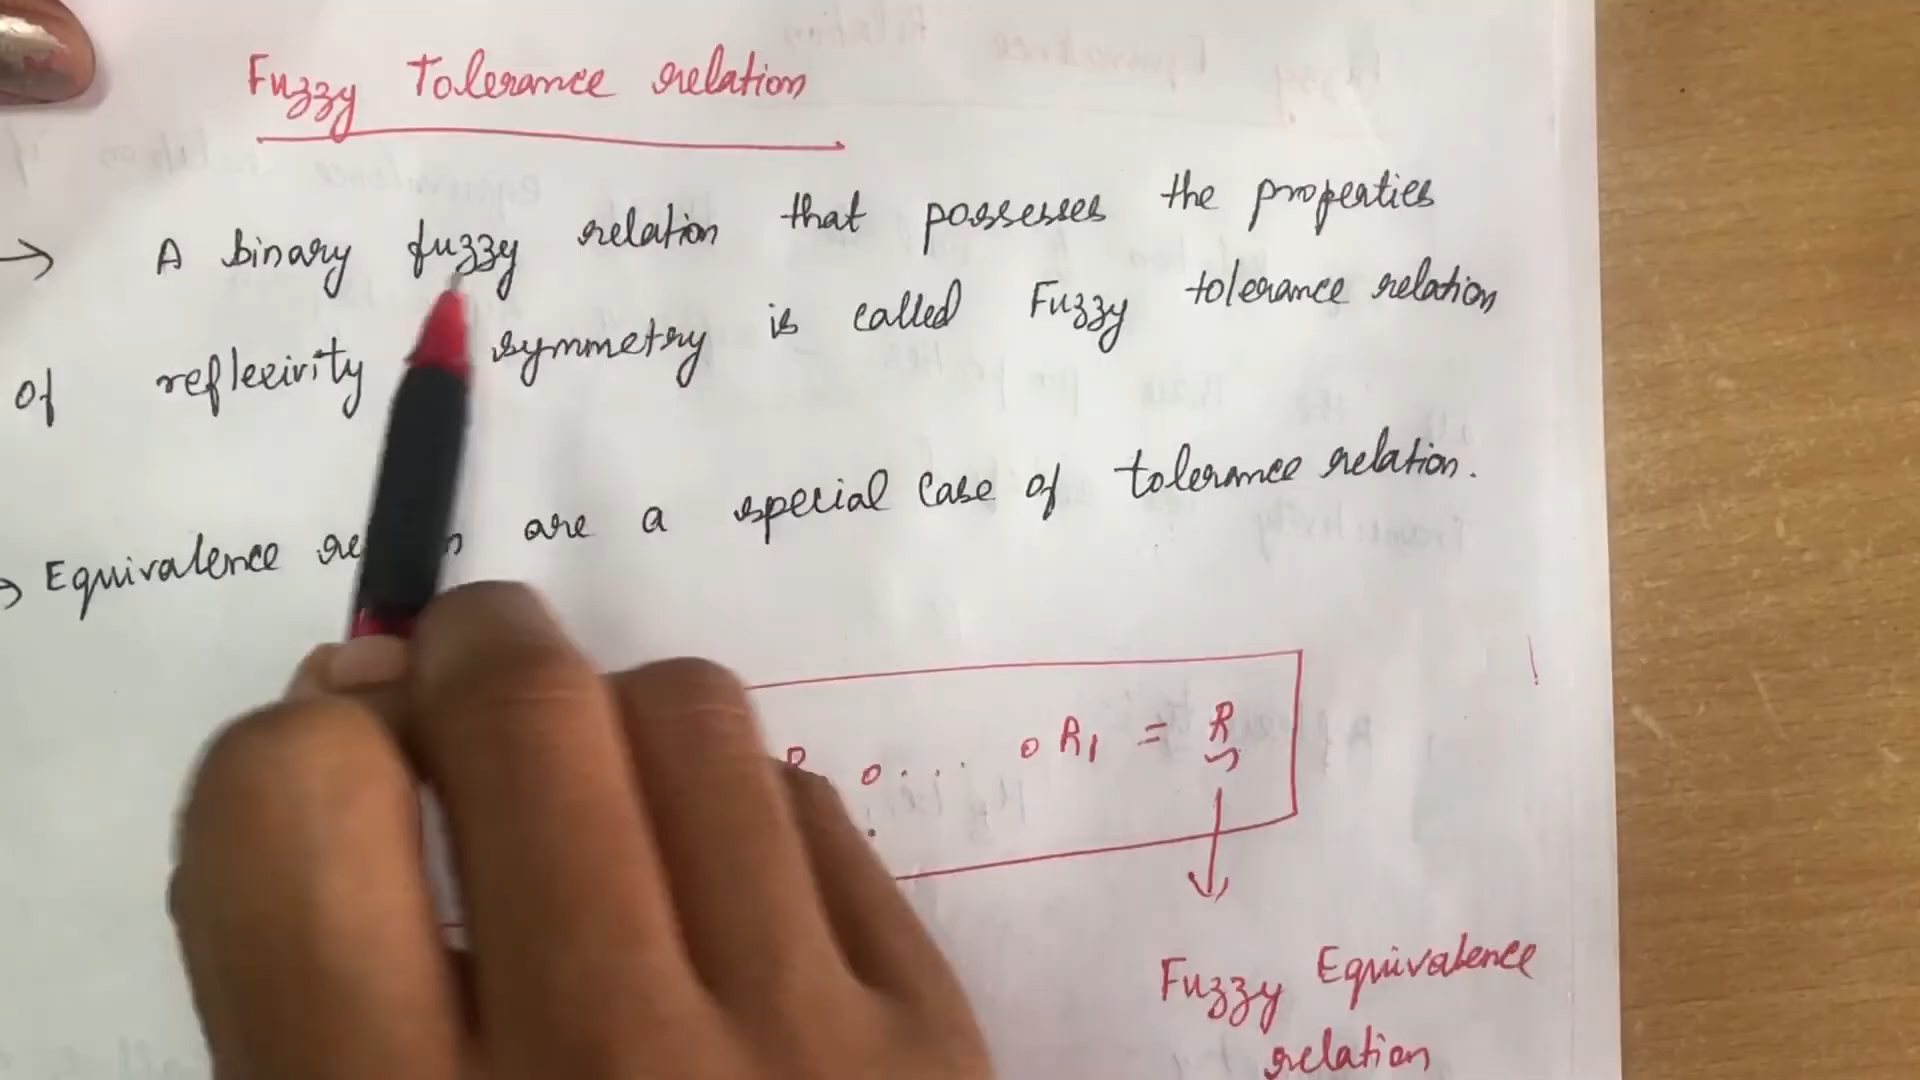 Fuzzy Tolerance relation
→ A binary fuzzy relation that possesses the properties
of reflexivity symmetry is called Fuzzy tolerance relation
→ Equivalence are a special case of tolerance relation.
o... o R₁ = R
Fuzzy Equivalence
relation